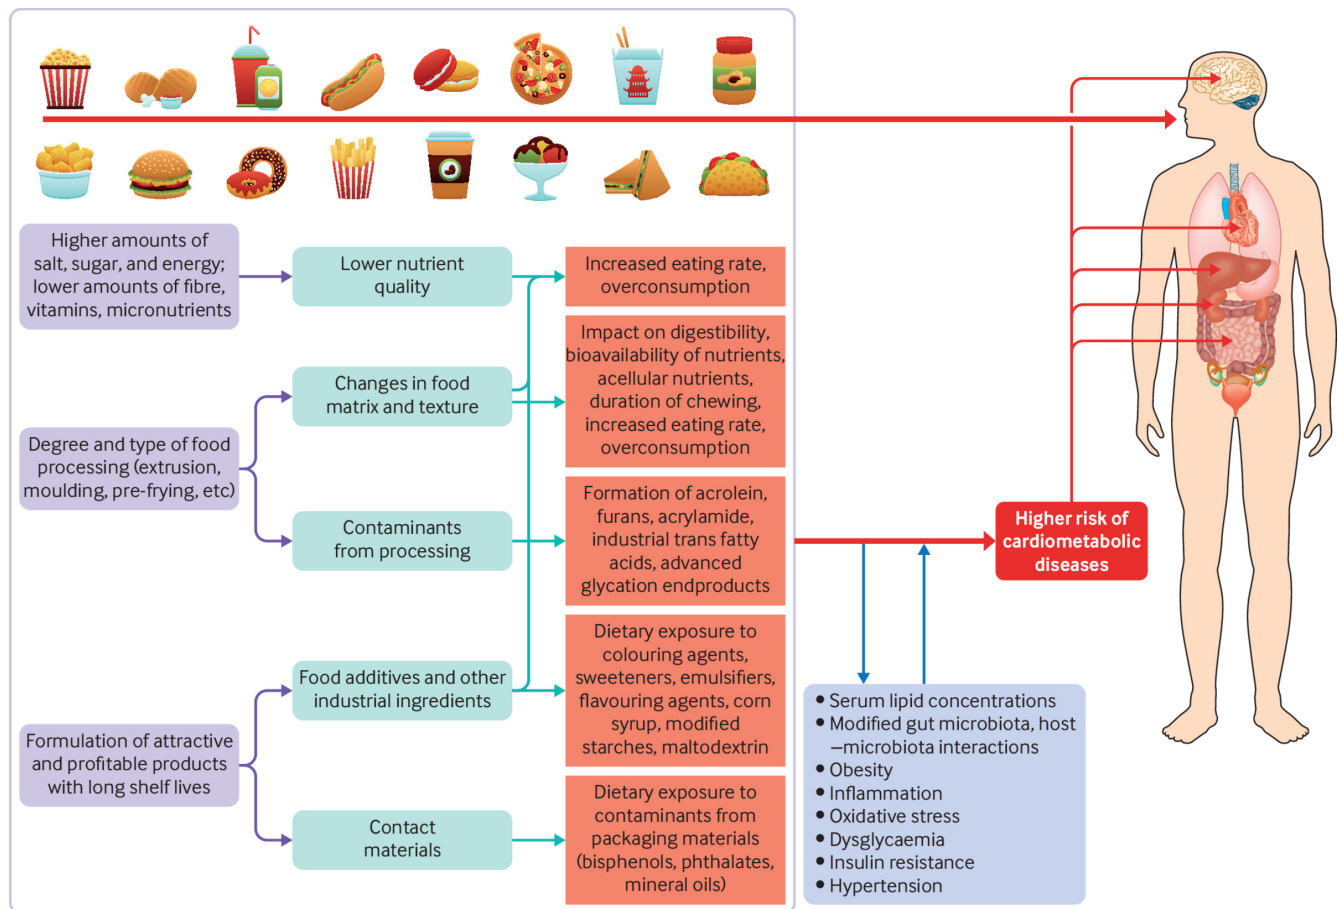 Higher amounts of
salt, sugar, and energy;
lower amounts of fibre,
vitamins, micronutrients
Lower nutrient
quality
Increased eating rate,
overconsumption
Degree and type of food
processing (extrusion,
moulding, pre-frying, etc)
Changes in food
matrix and texture
Impact on digestibility,
bioavailability of nutrients,
acellular nutrients,
duration of chewing,
increased eating rate,
overconsumption
Contaminants
from processing
Formation of acrolein,
furans, acrylamide,
industrial trans fatty
acids, advanced
glycation endproducts
Formulation of attractive
and profitable products
with long shelf lives
Food additives and other
industrial ingredients
Dietary exposure to
colouring agents,
sweeteners, emulsifiers,
flavouring agents, corn
syrup, modified
starches, maltodextrin
Contact
materials
Dietary exposure to
contaminants from
packaging materials
(bisphenols, phthalates,
mineral oils)
Higher risk of
cardiometabolic
diseases
• Serum lipid concentrations
• Modified gut microbiota, host
–microbiota interactions
• Obesity
• Inflammation
• Oxidative stress
• Dysglycaemia
• Insulin resistance
• Hypertension